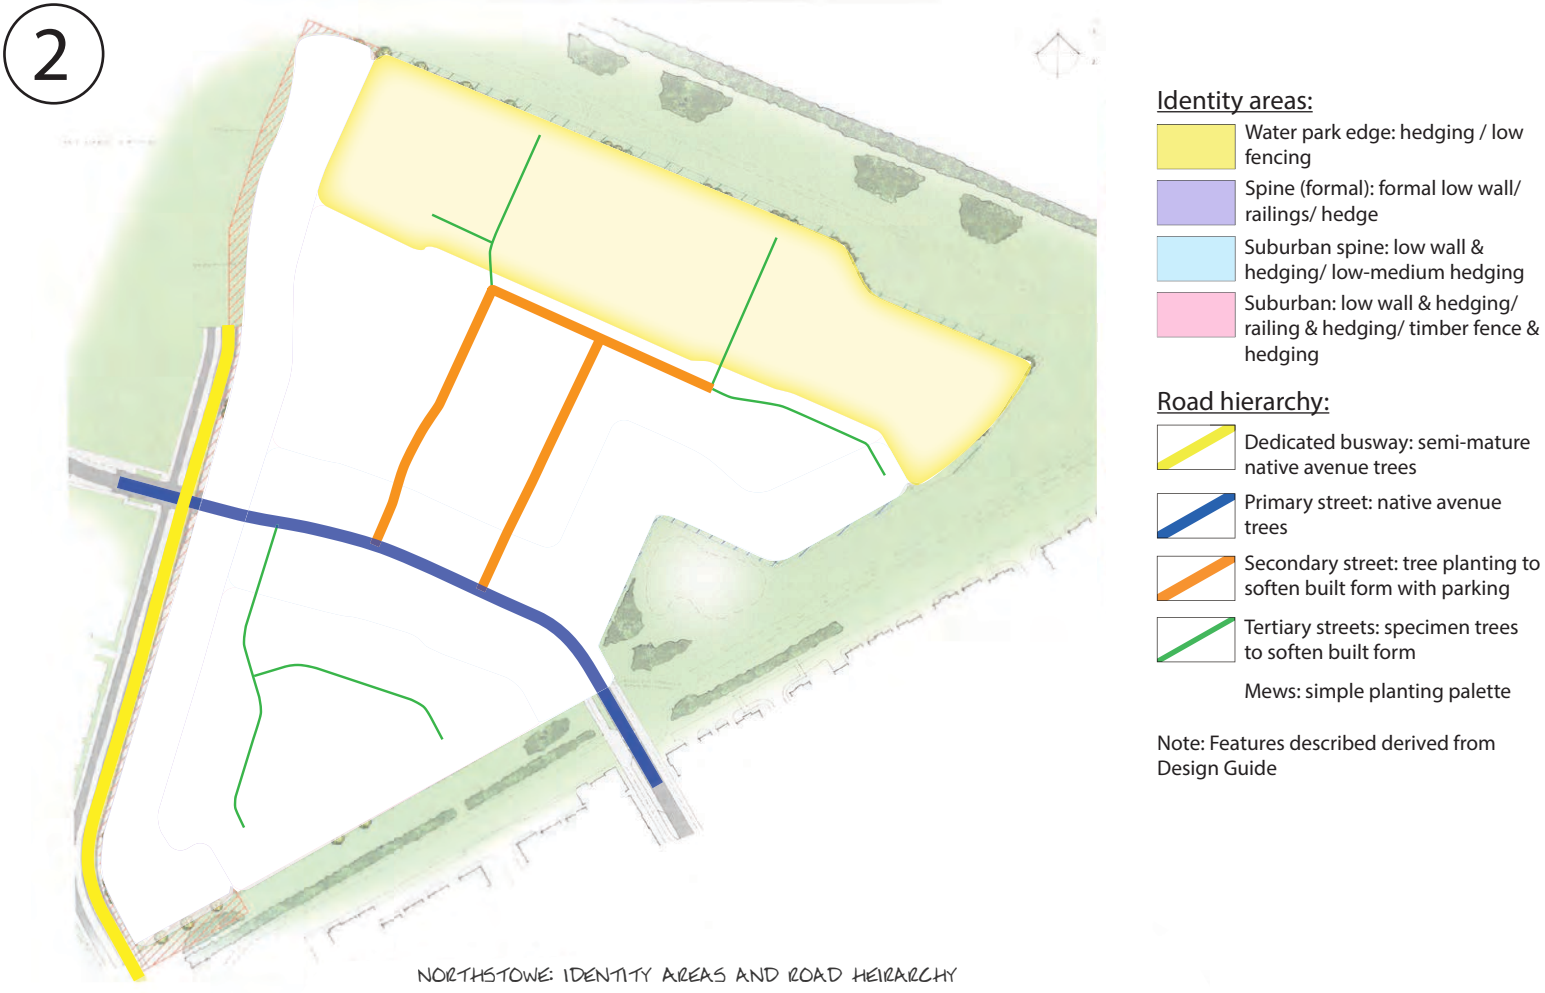 2
Identity areas:
Water park edge: hedging / low
fencing
Spine (formal): formal low wall/
railings/ hedge
Suburban spine: low wall &
hedging/ low-medium hedging
Suburban: low wall & hedging/
railing & hedging/ timber fence &
hedging
Road hierarchy:
Dedicated busway: semi-mature
native avenue trees
Primary street: native avenue
trees
Secondary street: tree planting to
soften built form with parking
Tertiary streets: specimen trees
to soften built form
Mews: simple planting palette
Note: Features described derived from
Design Guide
NORTHSTOWE: IDENTITY AREAS AND ROAD HEIRARCHY